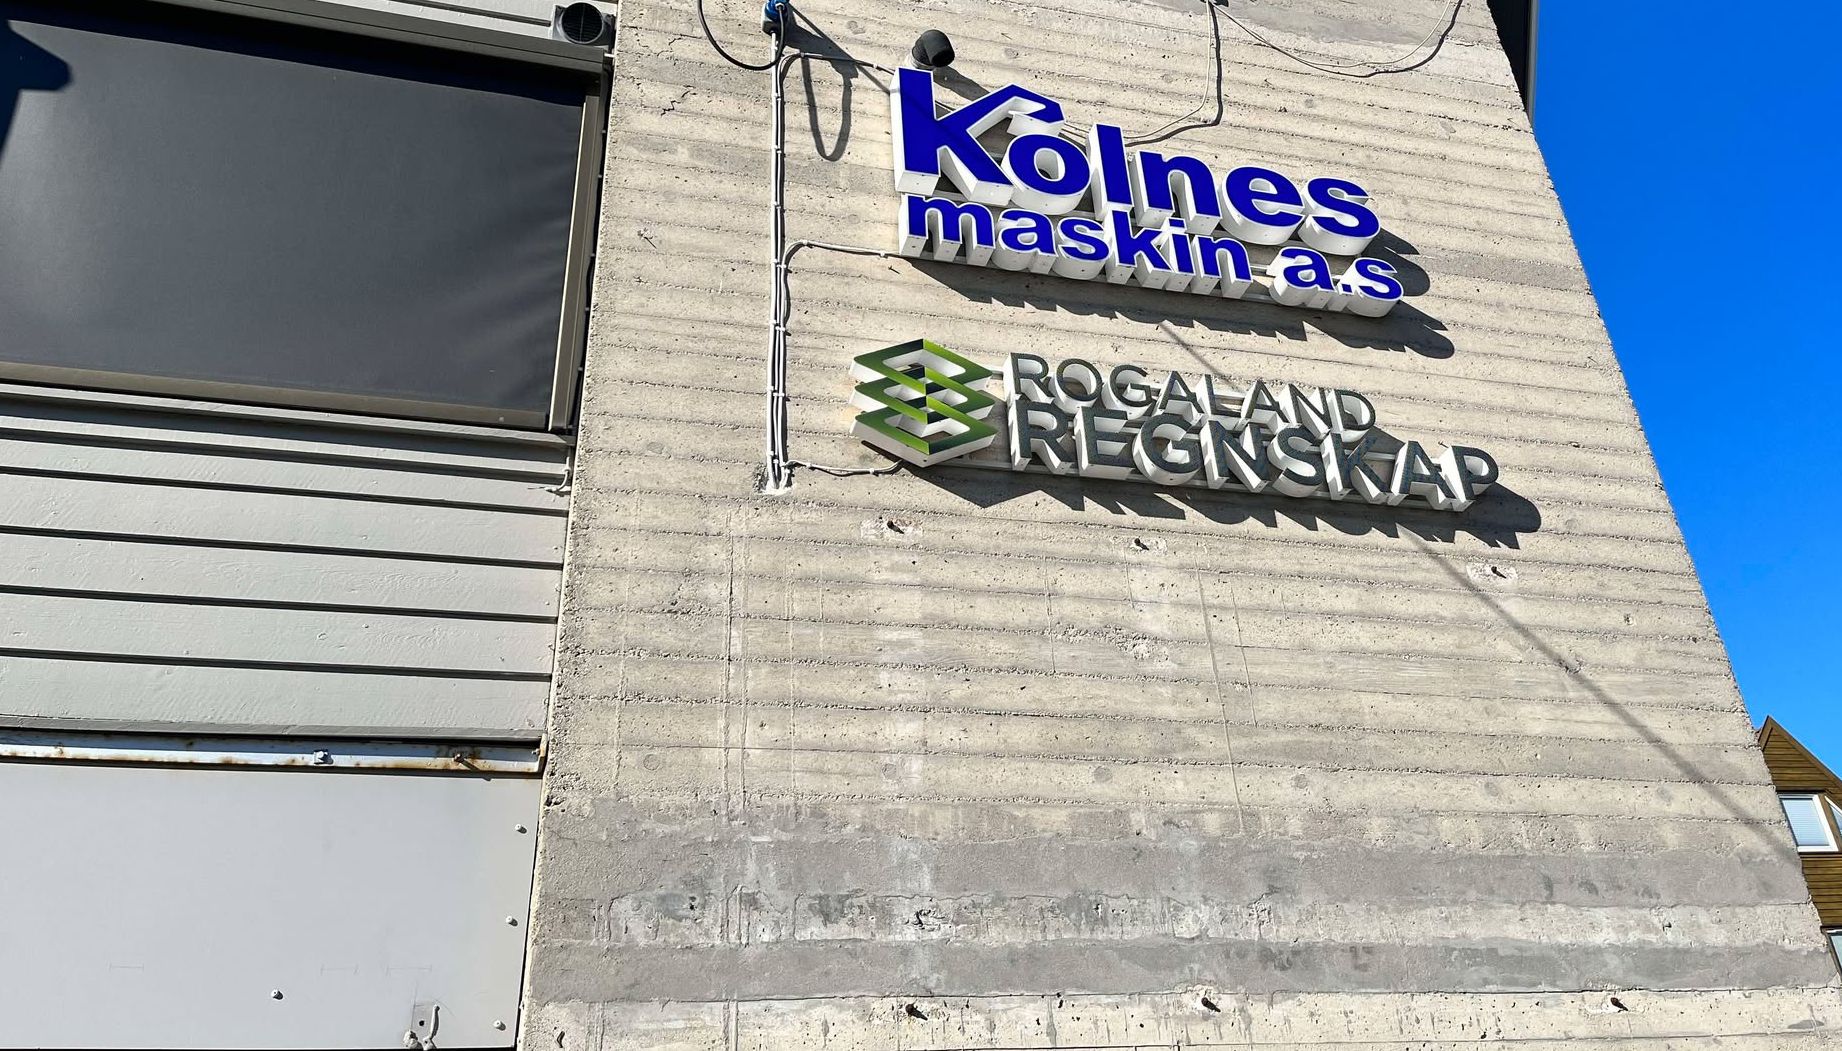 Kolnes
maskin a.s
ROGALAND
REGNSKAP